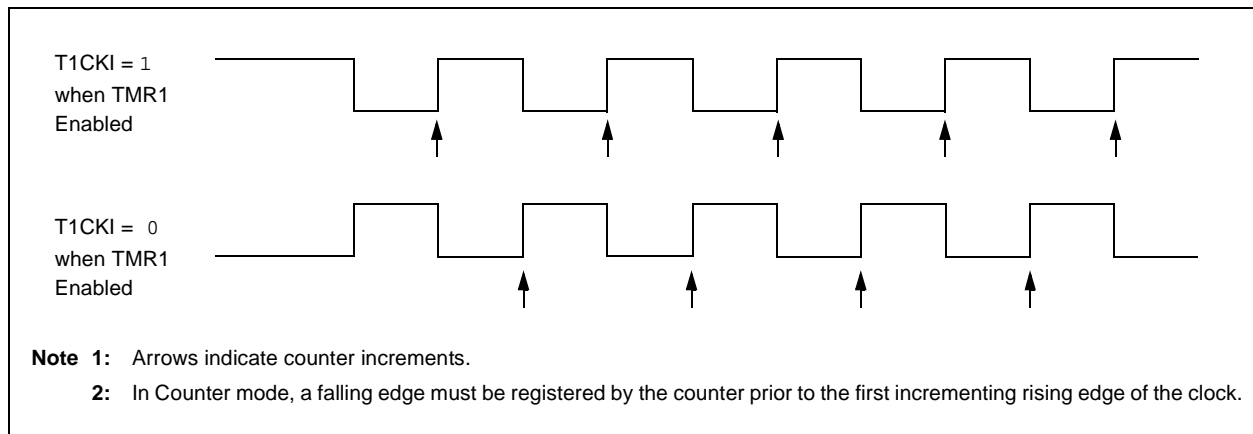 T1CKI = 1
when TMR1
Enabled
T1CKI = 0
when TMR1
Enabled
Note 1: Arrows indicate counter increments.
2: In Counter mode, a falling edge must be registered by the counter prior to the first incrementing rising edge of the clock.